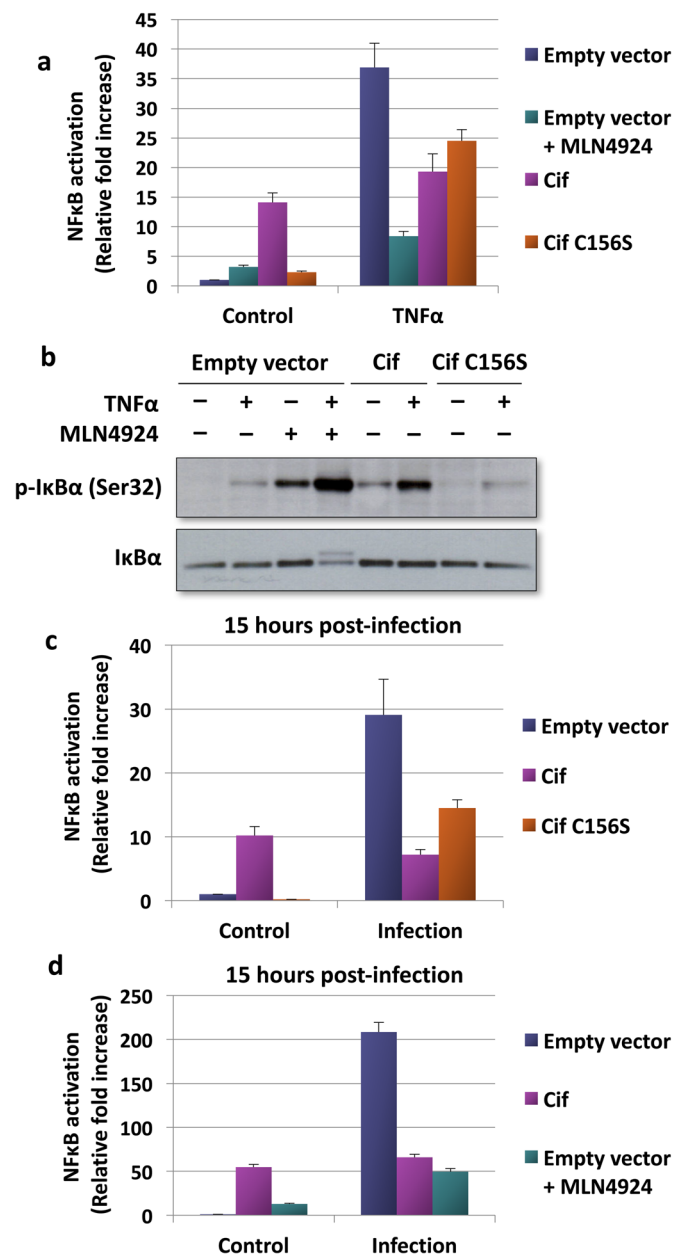 a
NFκB activation
(Relative fold increase)
45
40
35
30
25
20
15
10
5
0
Control
TNFα
Empty vector
Empty vector
+ MLN4924
Cif
Cif C156S
b
Empty vector
Cif
Cif C156S
TNFα
– + – + – + – +
MLN4924
– – + + – – – –
p-IκBα (Ser32)
IκBα
15 hours post-infection
c
NFκB activation
(Relative fold increase)
40
30
20
10
0
Control
Infection
Empty vector
Cif
Cif C156S
d
15 hours post-infection
NFκB activation
(Relative fold increase)
250
200
150
100
50
0
Control
Infection
Empty vector
Cif
Empty vector
+ MLN4924